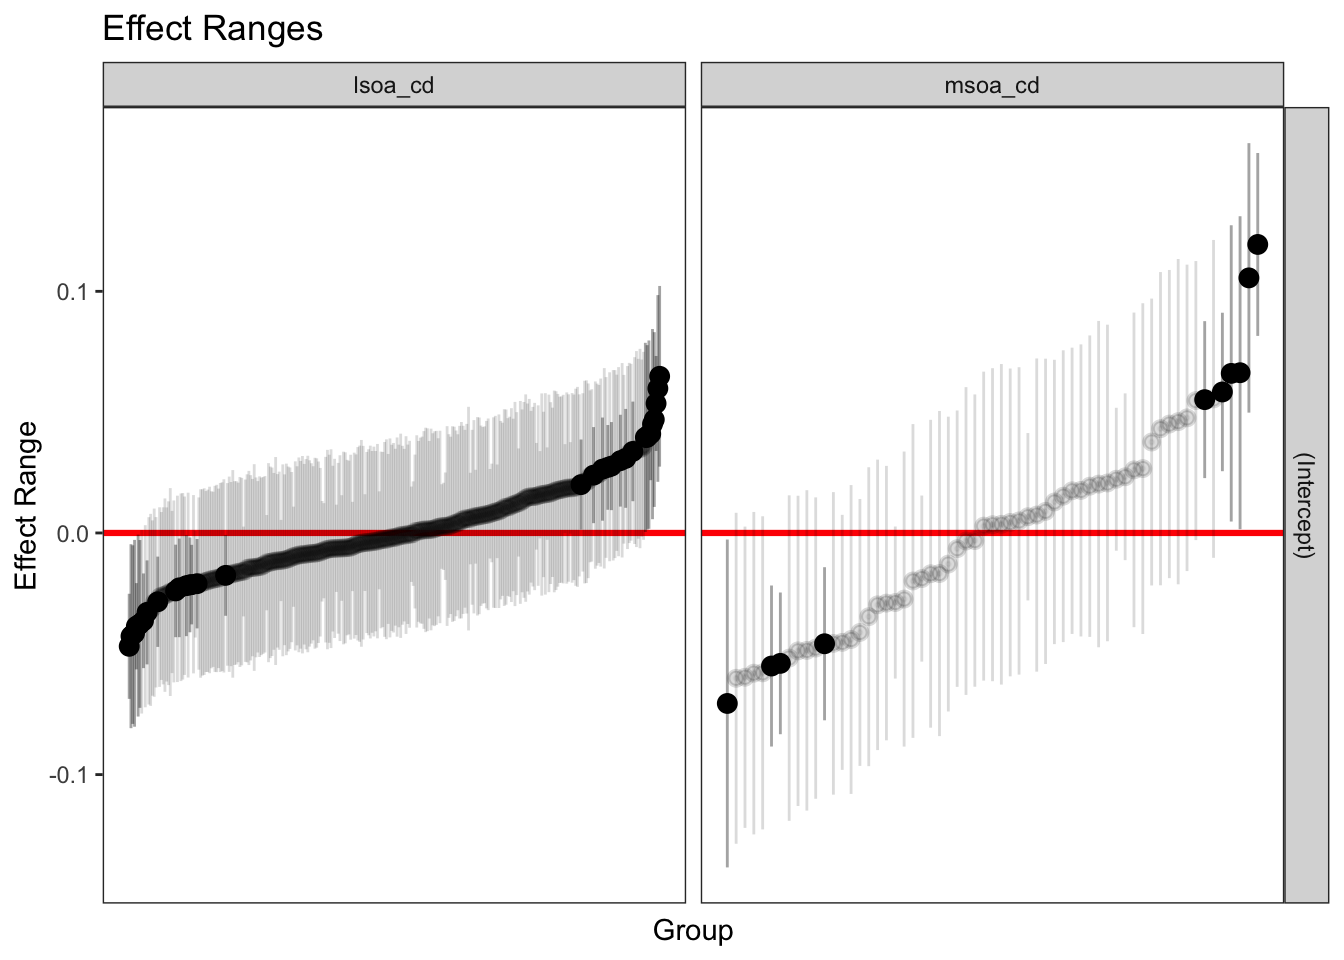 Effect Ranges
lsoa_cd
msoa_cd
0.1
0.0
-0.1
Effect Range
(Intercept)
Group